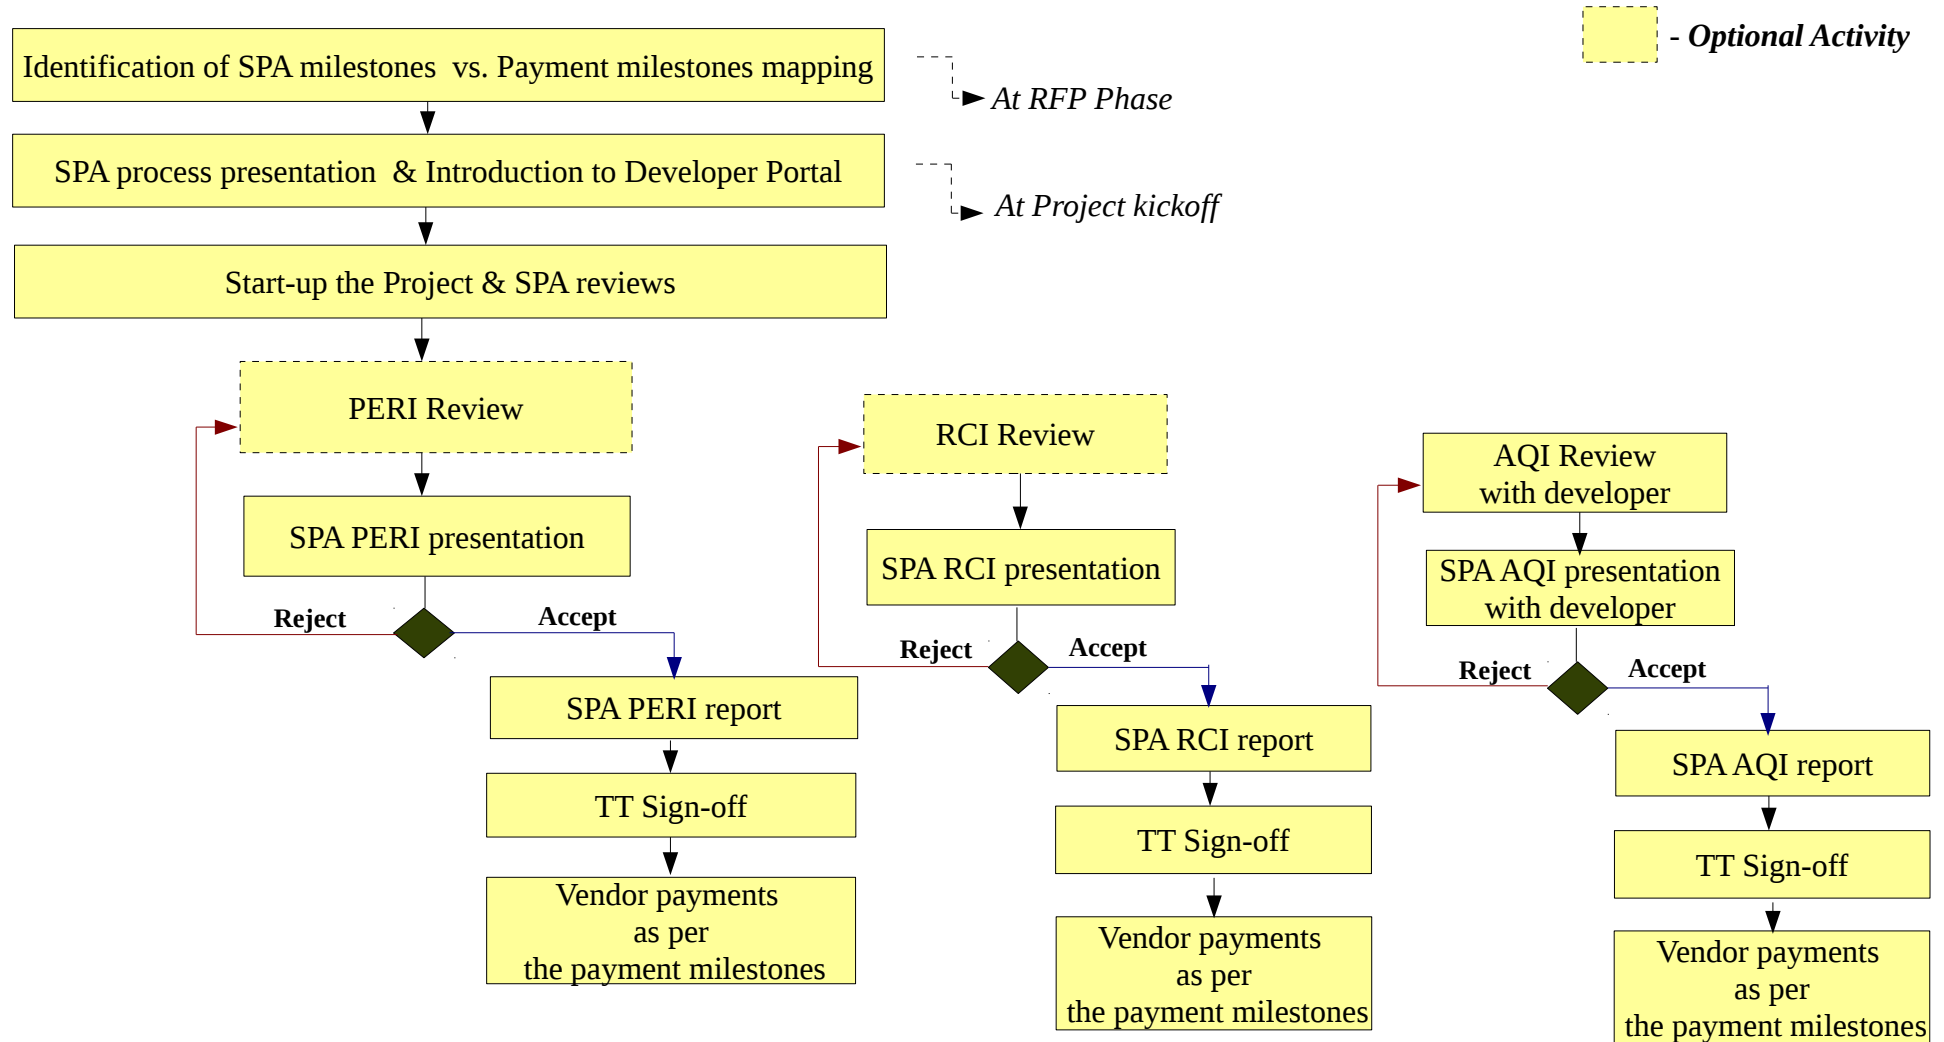 - Optional Activity
Identification of SPA milestones  vs. Payment milestones mapping
At RFP Phase
SPA process presentation  & Introduction to Developer Portal
At Project kickoff
Start-up the Project & SPA reviews
PERI Review
SPA PERI presentation
Reject
Accept
SPA PERI report
TT Sign-off
Vendor payments
as per
the payment milestones
RCI Review
SPA RCI presentation
Reject
Accept
SPA RCI report
TT Sign-off
Vendor payments
as per
the payment milestones
AQI Review
with developer
SPA AQI presentation
with developer
Reject
Accept
SPA AQI report
TT Sign-off
Vendor payments
as per
the payment milestones